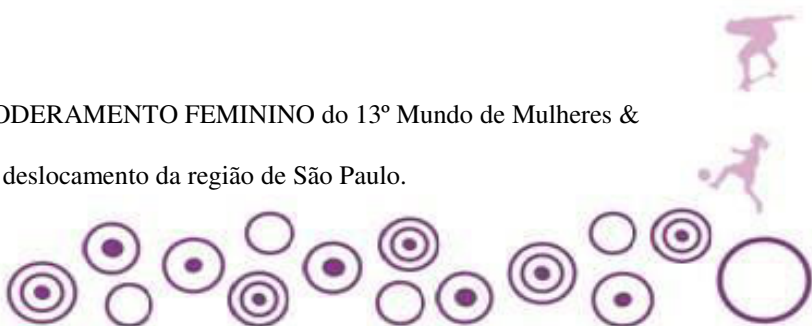 ODERAMENTO FEMININO do 13º Mundo de Mulheres &
deslocamento da região de São Paulo.